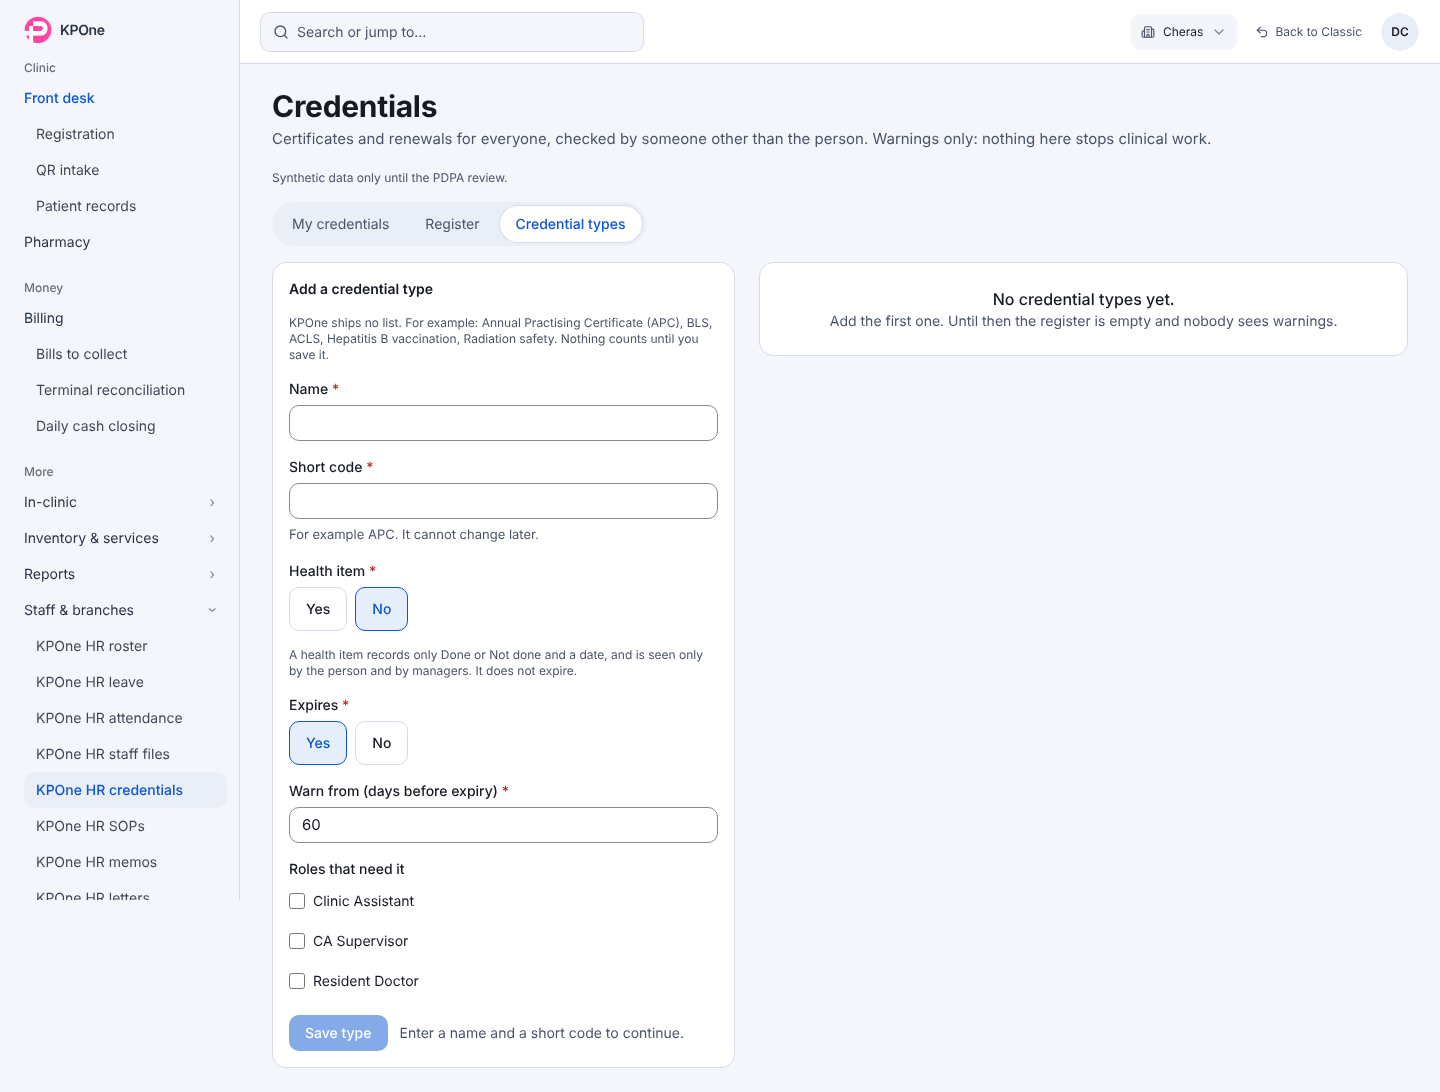 KPOne
Search or jump to...
Cheras
Back to Classic
DC
Clinic
Front desk
Registration
QR intake
Patient records
Pharmacy
Money
Billing
Bills to collect
Terminal reconciliation
Daily cash closing
More
In-clinic
Inventory & services
Reports
Staff & branches
KPOne HR roster
KPOne HR leave
KPOne HR attendance
KPOne HR staff files
KPOne HR credentials
KPOne HR SOPs
KPOne HR memos
KPOne HR letters
Credentials
Certificates and renewals for everyone, checked by someone other than the person. Warnings only: nothing here stops clinical work.
Synthetic data only until the PDPA review.
My credentials
Register
Credential types
Add a credential type
KPOne ships no list. For example: Annual Practising Certificate (APC), BLS,
ACLS, Hepatitis B vaccination, Radiation safety. Nothing counts until you
save it.
Name *
Short code *
For example APC. It cannot change later.
Health item *
Yes
No
A health item records only Done or Not done and a date, and is seen only
by the person and by managers. It does not expire.
Expires *
Yes
No
Warn from (days before expiry) *
60
Roles that need it
Clinic Assistant
CA Supervisor
Resident Doctor
Save type
Enter a name and a short code to continue.
No credential types yet.
Add the first one. Until then the register is empty and nobody sees warnings.